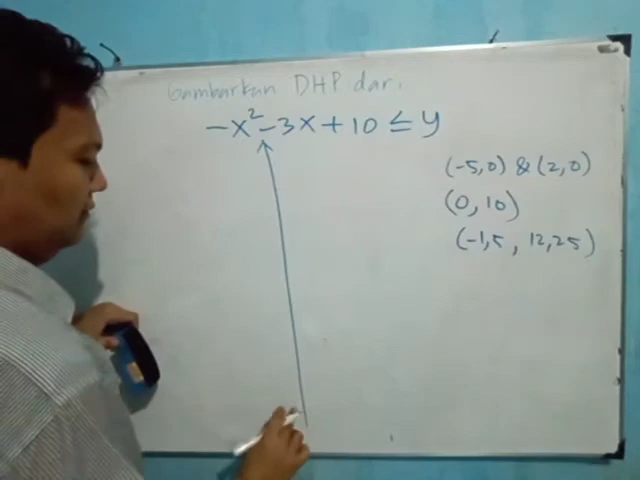 Gambarkan DHP dari
-x² - 3x + 10 ≤ y
(-5,0) & (2,0)
(0, 10)
(-1,5 , 12,25)